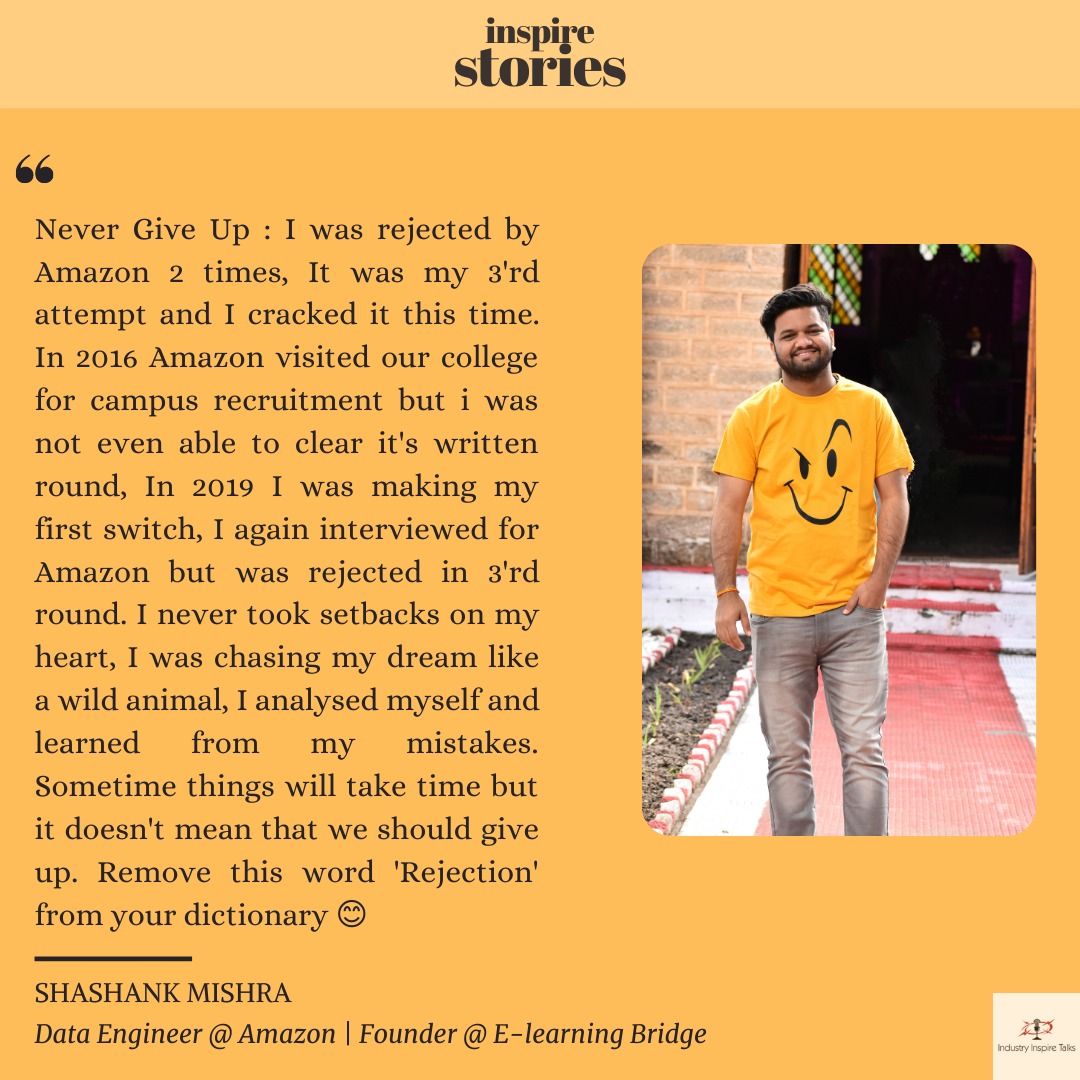 inspire
stories
“
Never Give Up : I was rejected by
Amazon 2 times, It was my 3'rd
attempt and I cracked it this time.
In 2016 Amazon visited our college
for campus recruitment but i was
not even able to clear it's written
round, In 2019 I was making my
first switch, I again interviewed for
Amazon but was rejected in 3'rd
round. I never took setbacks on my
heart, I was chasing my dream like
a wild animal, I analysed myself and
learned from my mistakes.
Sometime things will take time but
it doesn't mean that we should give
up. Remove this word 'Rejection'
from your dictionary 😊
SHASHANK MISHRA
Data Engineer @ Amazon | Founder @ E-learning Bridge
Industry Inspire Talks